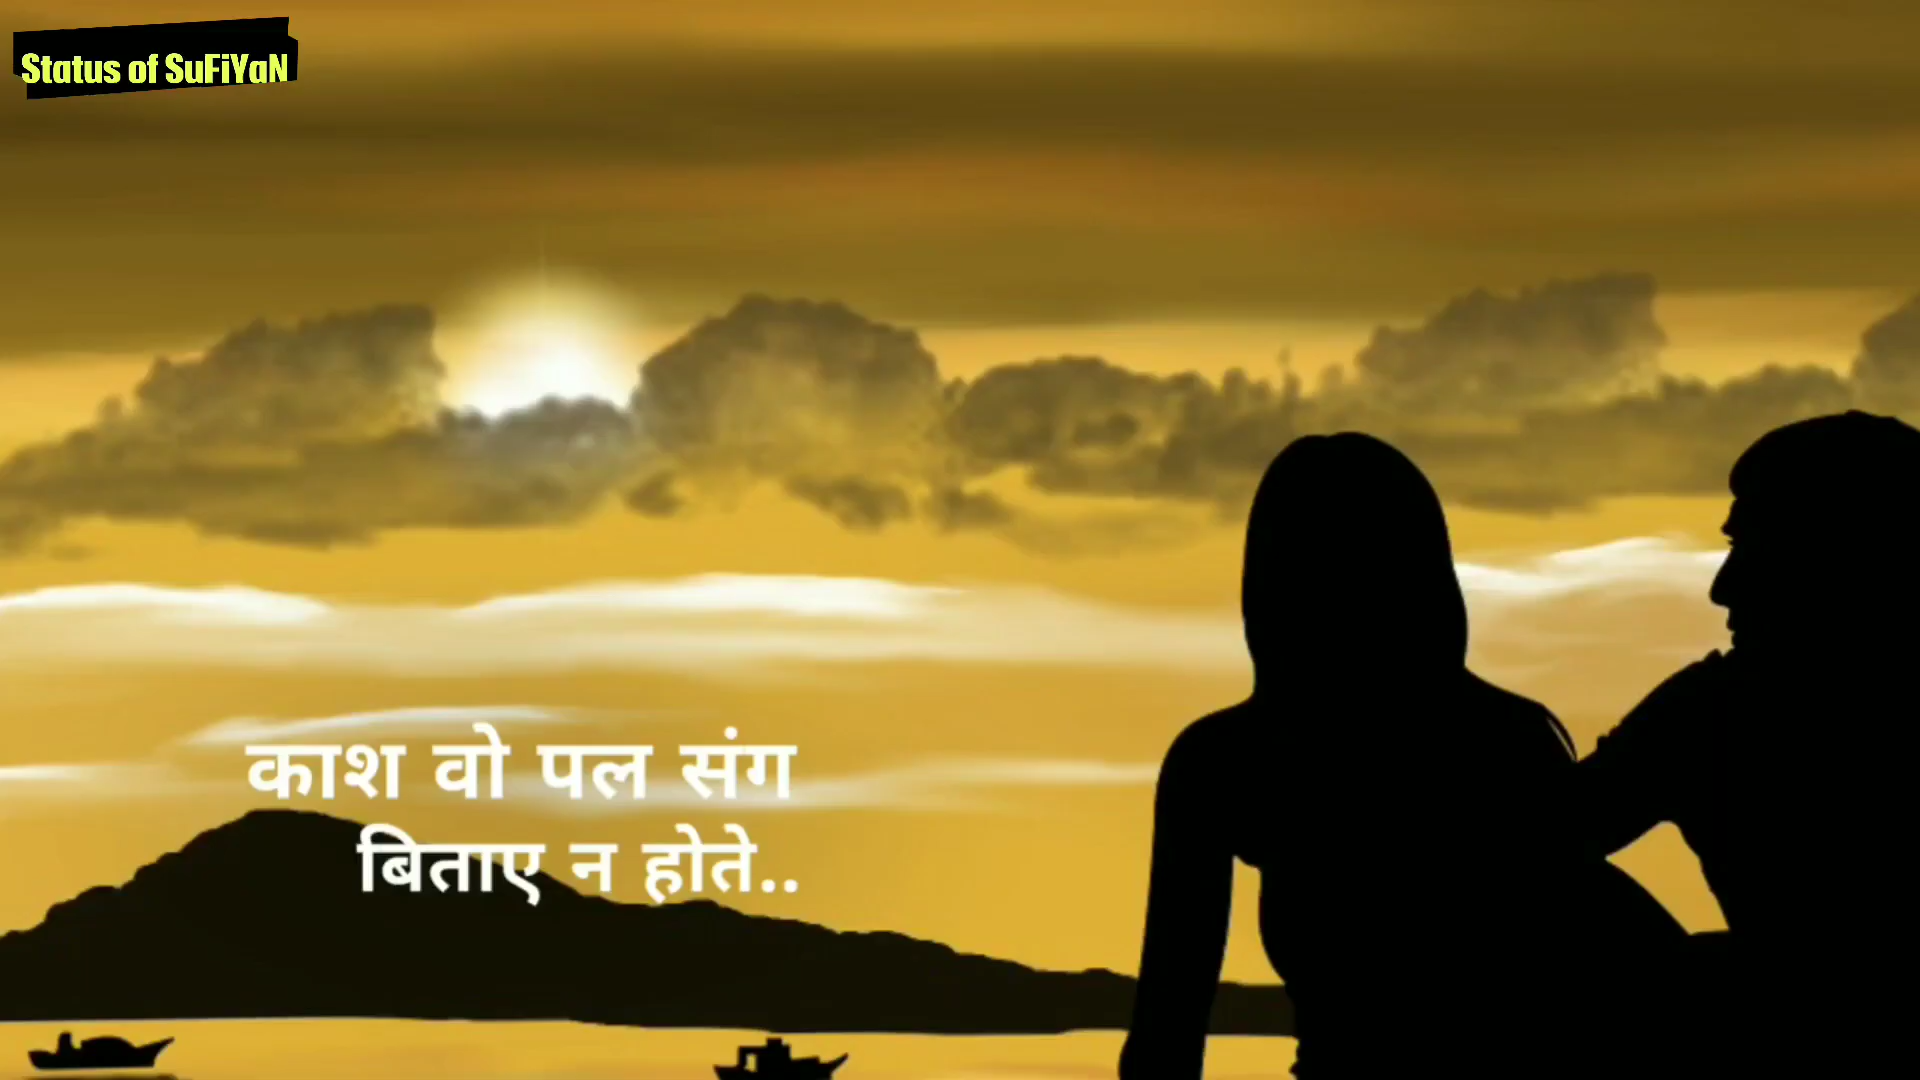 Status of SuFiYaN
काश वो पल संग
बिताए न होते..